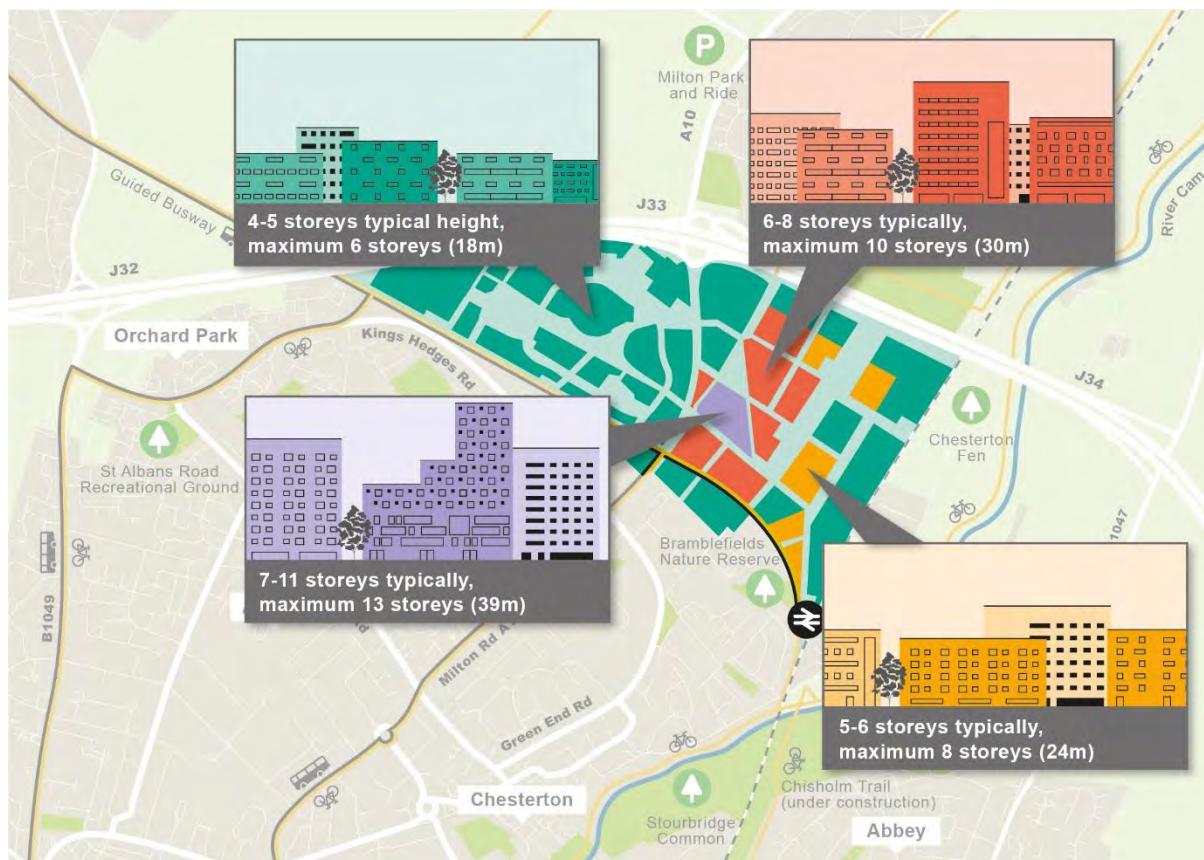 P
Milton Park
and Ride
A10
River Cam
Guided Busway
4-5 storeys typical height,
maximum 6 storeys (18m)
J33
6-8 storeys typically,
maximum 10 storeys (30m)
J32
Orchard Park
Kings Hedges Rd
J34
St Albans Road
Recreational Ground
Chesterton
Fen
1047
7-11 storeys typically,
maximum 13 storeys (39m)
Bramblefields
Nature Reserve
B1049
Milton Rd A
Green End Rd
5-6 storeys typically,
maximum 8 storeys (24m)
Chesterton
Chisholm Trail
(under construction)
Stourbridge
Common
Abbey